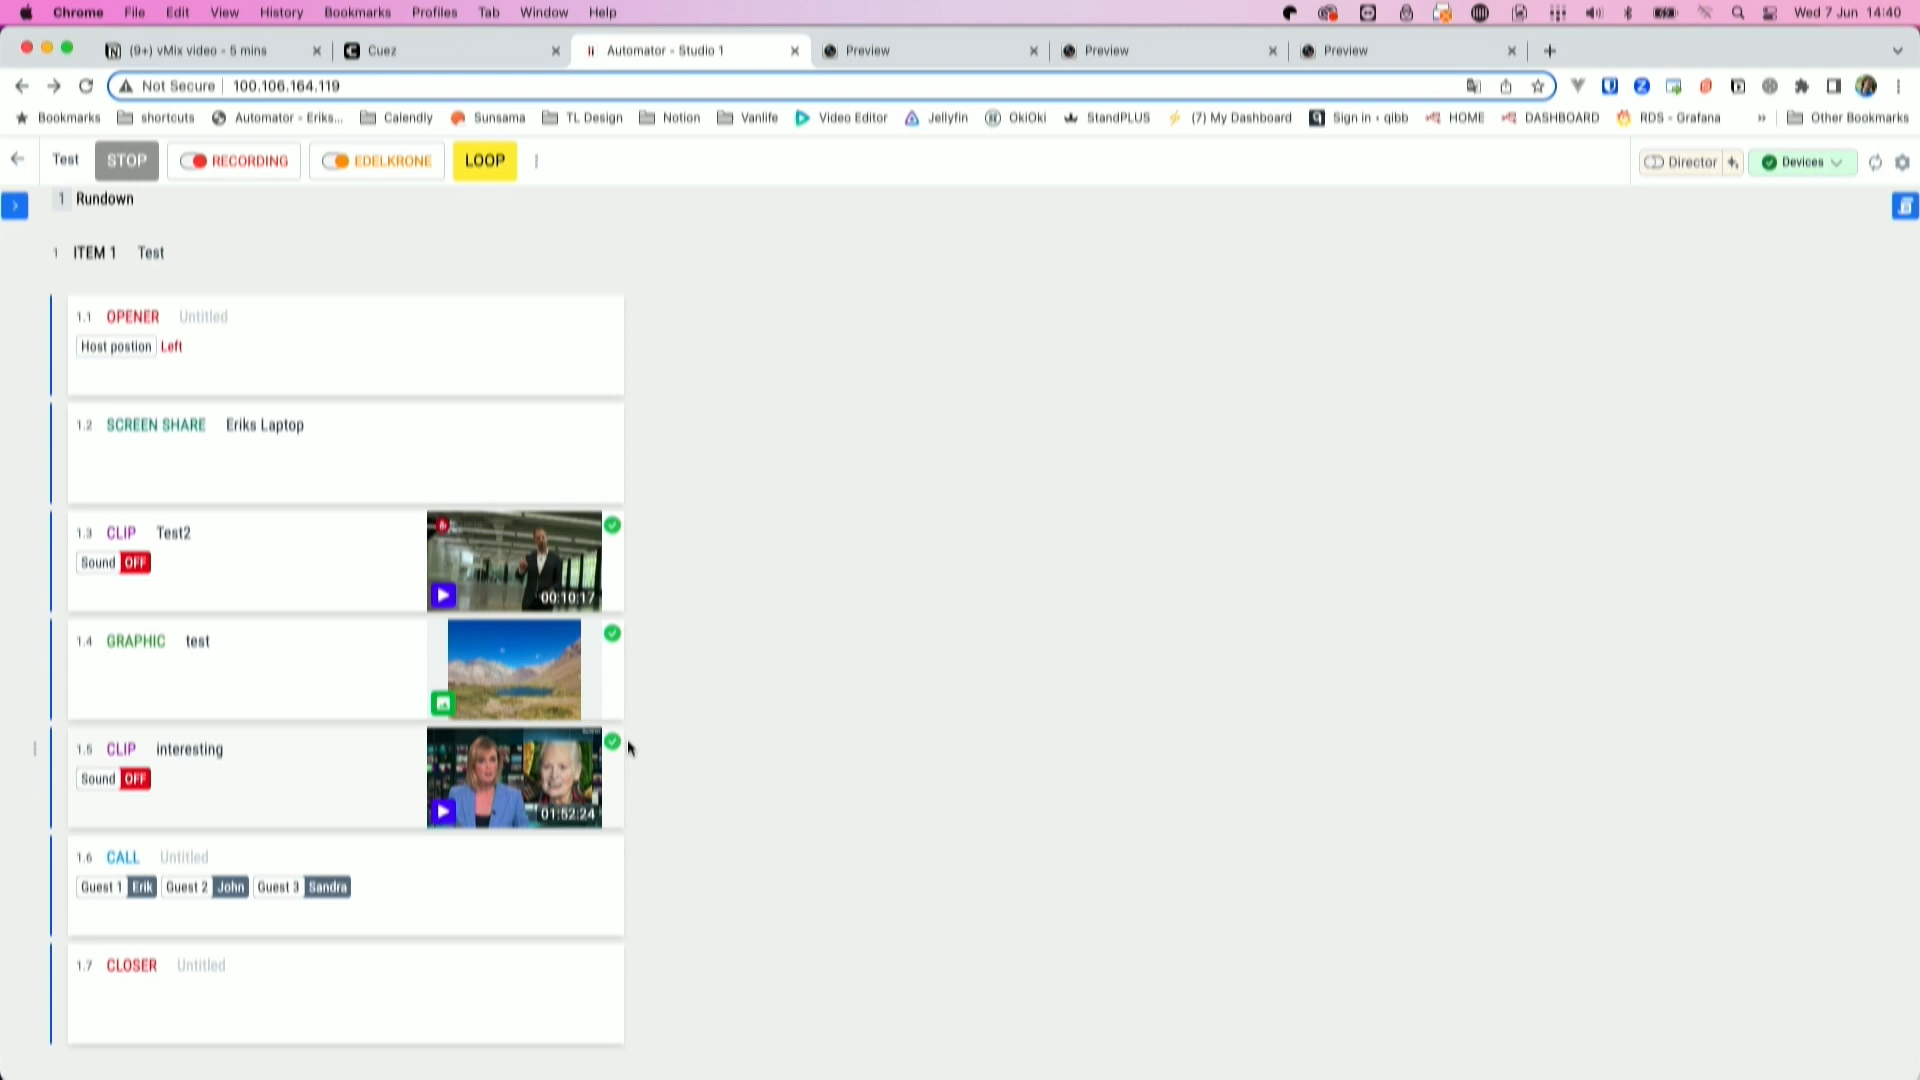 Chrome File Edit View History Bookmarks Profiles Tab Window Help Wed 7 Jun 14:40
(9+) vMix video - 5 mins Cuez Automator - Studio 1 Preview Preview Preview
Not Secure 100.106.164.119
Bookmarks shortcuts Automator - Eriks... Calendly Sunsama TL Design Notion Vanlife Video Editor Jellyfin OkiOki StandPLUS (7) My Dashboard Sign in · qibb HOME DASHBOARD RDS - Grafana » Other Bookmarks
Test STOP RECORDING EDELKRONE LOOP Director Devices
1 Rundown
1 ITEM 1 Test
1.1 OPENER Untitled
Host postion Left
1.2 SCREEN SHARE Eriks Laptop
1.3 CLIP Test2
Sound OFF
00:10:17
1.4 GRAPHIC test
1.5 CLIP interesting
Sound OFF
01:52:24
1.6 CALL Untitled
Guest 1 Erik Guest 2 John Guest 3 Sandra
1.7 CLOSER Untitled